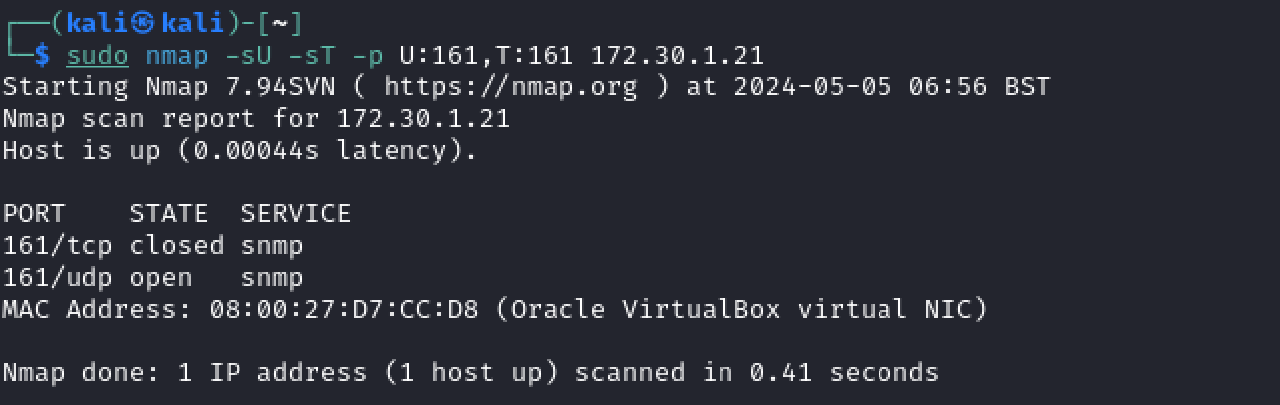 ┌──(kali㉿kali)-[~]
└─$ sudo nmap -sU -sT -p U:161,T:161 172.30.1.21
Starting Nmap 7.94SVN ( https://nmap.org ) at 2024-05-05 06:56 BST
Nmap scan report for 172.30.1.21
Host is up (0.00044s latency).

PORT    STATE  SERVICE
161/tcp closed snmp
161/udp open   snmp
MAC Address: 08:00:27:D7:CC:D8 (Oracle VirtualBox virtual NIC)

Nmap done: 1 IP address (1 host up) scanned in 0.41 seconds